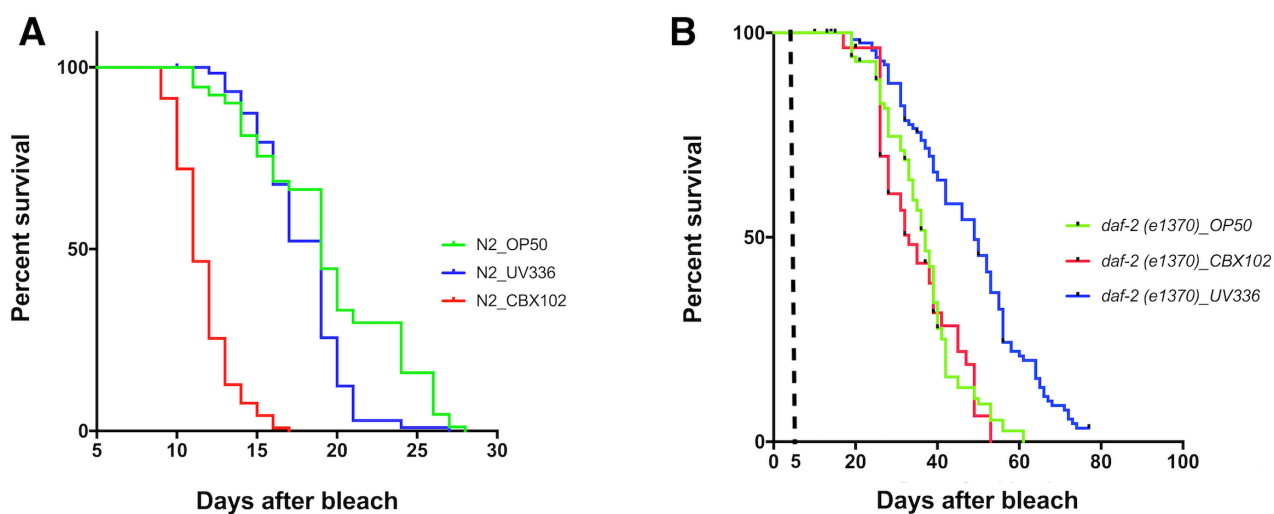 A
Percent survival
100
50
0
5 10 15 20 25 30
Days after bleach
N2_OP50
N2_UV336
N2_CBX102
B
Percent survival
100
50
0
0 5 20 40 60 80 100
Days after bleach
daf-2 (e1370)_OP50
daf-2 (e1370)_CBX102
daf-2 (e1370)_UV336